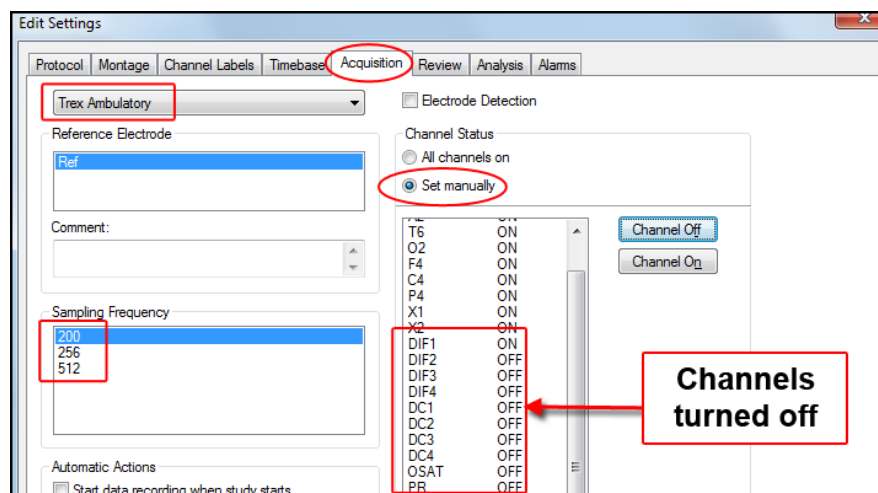 Edit Settings
X
Protocol Montage Channel Labels Timebase Acquisition Review Analysis Alarms
Trex Ambulatory
Electrode Detection
Reference Electrode
Ref
Comment:
Sampling Frequency
200
256
512
Automatic Actions
Start data recording when study starts
Channel Status
All channels on
Set manually
T6 ON
O2 ON
F4 ON
C4 ON
P4 ON
X1 ON
X2 ON
DIF1 ON
DIF2 OFF
DIF3 OFF
DIF4 OFF
DC1 OFF
DC2 OFF
DC3 OFF
DC4 OFF
OSAT OFF
PR OFF
Channel Off
Channel On
Channels
turned off